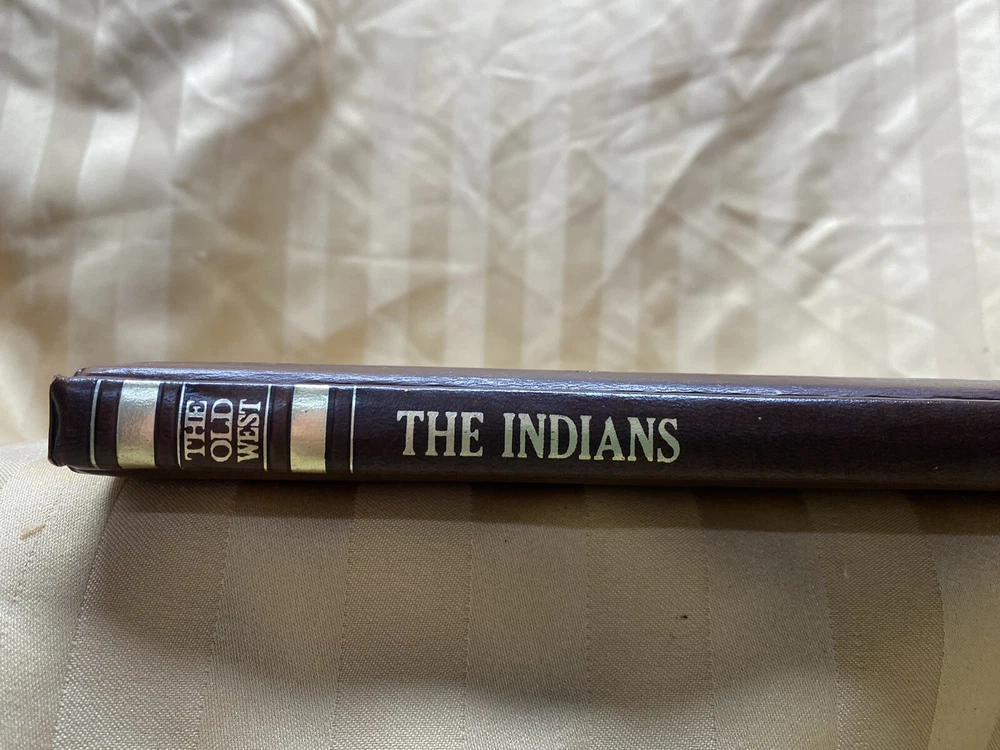 THE
OLD
WEST
THE INDIANS